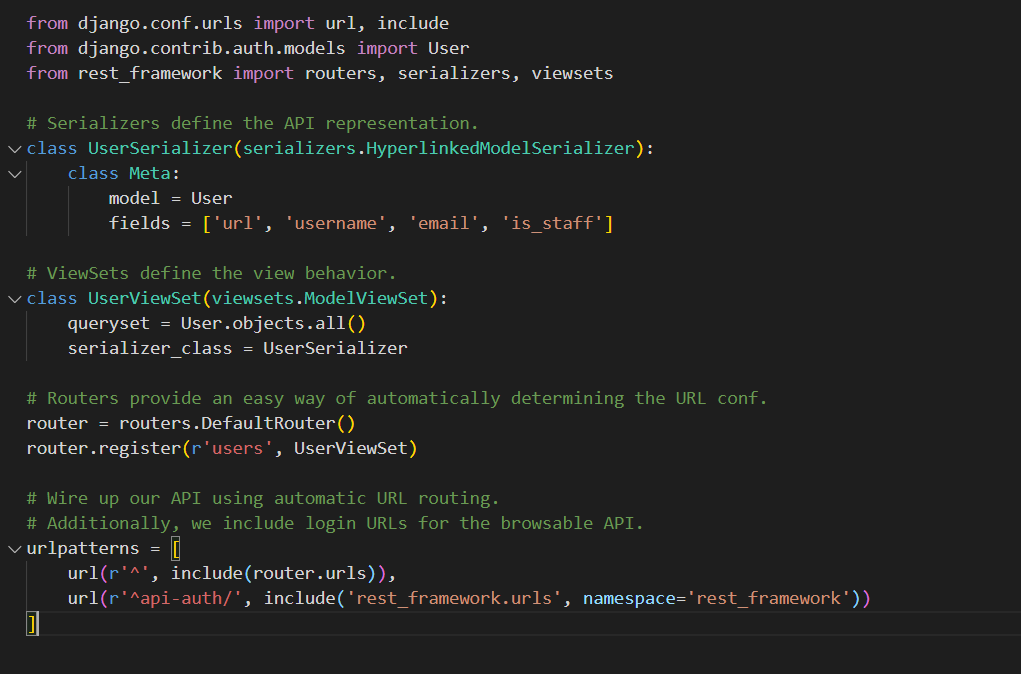 from django.conf.urls import url, include
from django.contrib.auth.models import User
from rest_framework import routers, serializers, viewsets

# Serializers define the API representation.
class UserSerializer(serializers.HyperlinkedModelSerializer):
    class Meta:
        model = User
        fields = ['url', 'username', 'email', 'is_staff']

# ViewSets define the view behavior.
class UserViewSet(viewsets.ModelViewSet):
    queryset = User.objects.all()
    serializer_class = UserSerializer

# Routers provide an easy way of automatically determining the URL conf.
router = routers.DefaultRouter()
router.register(r'users', UserViewSet)

# Wire up our API using automatic URL routing.
# Additionally, we include login URLs for the browsable API.
urlpatterns = [
    url(r'^', include(router.urls)),
    url(r'^api-auth/', include('rest_framework.urls', namespace='rest_framework'))
]